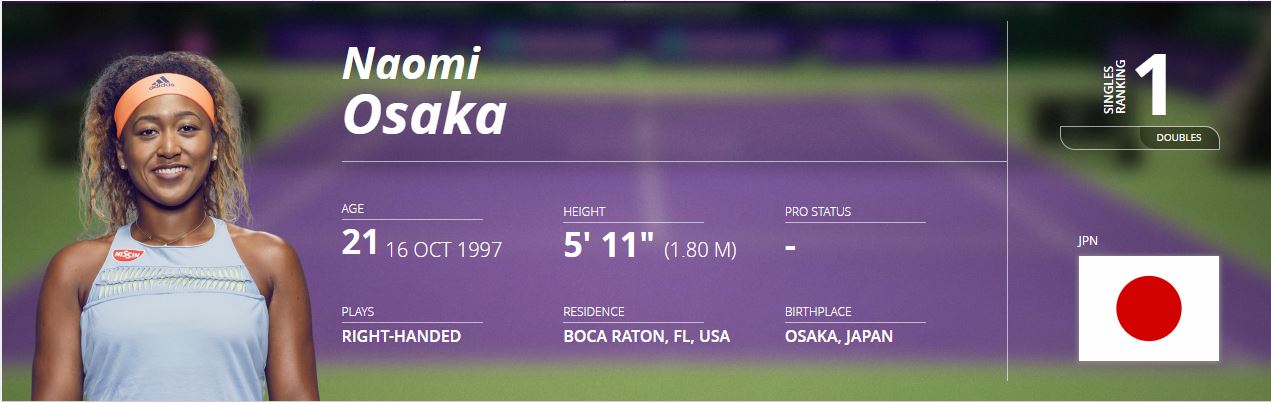 Naomi
Osaka
SINGLES
RANKING
1
DOUBLES
AGE
21 16 OCT 1997
HEIGHT
5' 11" (1.80 M)
PRO STATUS
-
PLAYS
RIGHT-HANDED
RESIDENCE
BOCA RATON, FL, USA
BIRTHPLACE
OSAKA, JAPAN
JPN
adidas
NISSIN